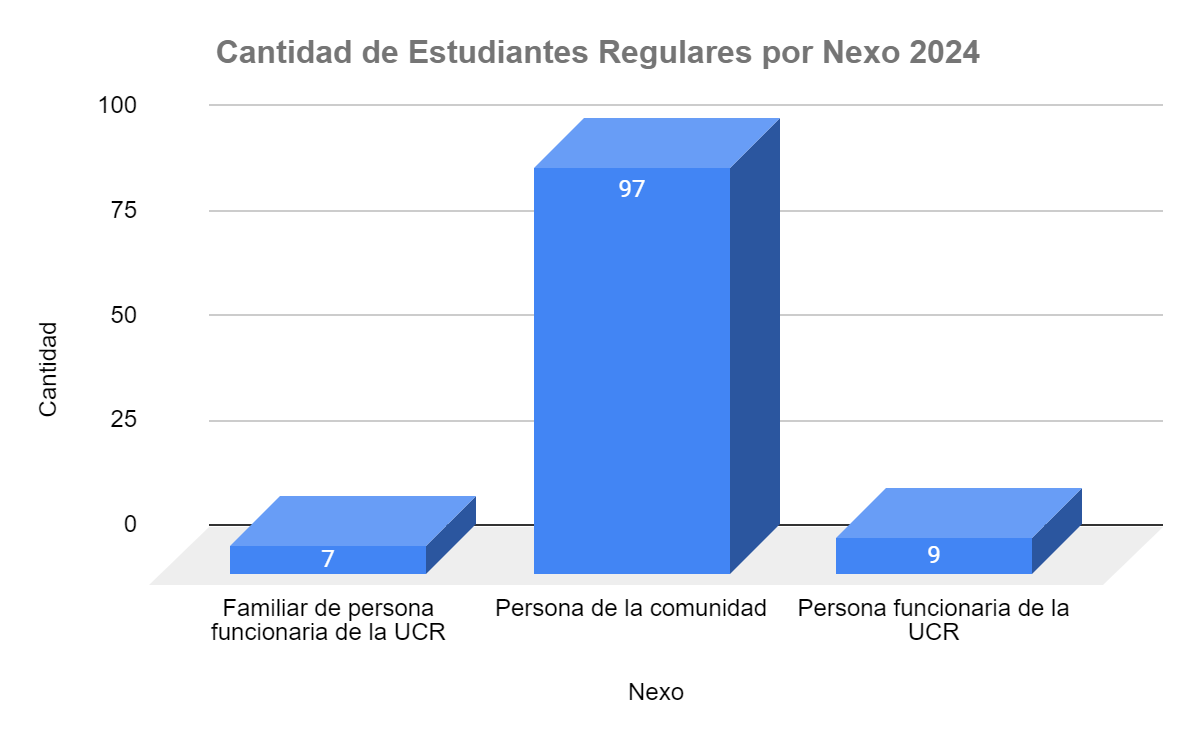 Cantidad de Estudiantes Regulares por Nexo 2024
100
75
50
25
0
Cantidad
97
7
9
Familiar de persona
funcionaria de la UCR
Persona de la comunidad
Persona funcionaria de la
UCR
Nexo